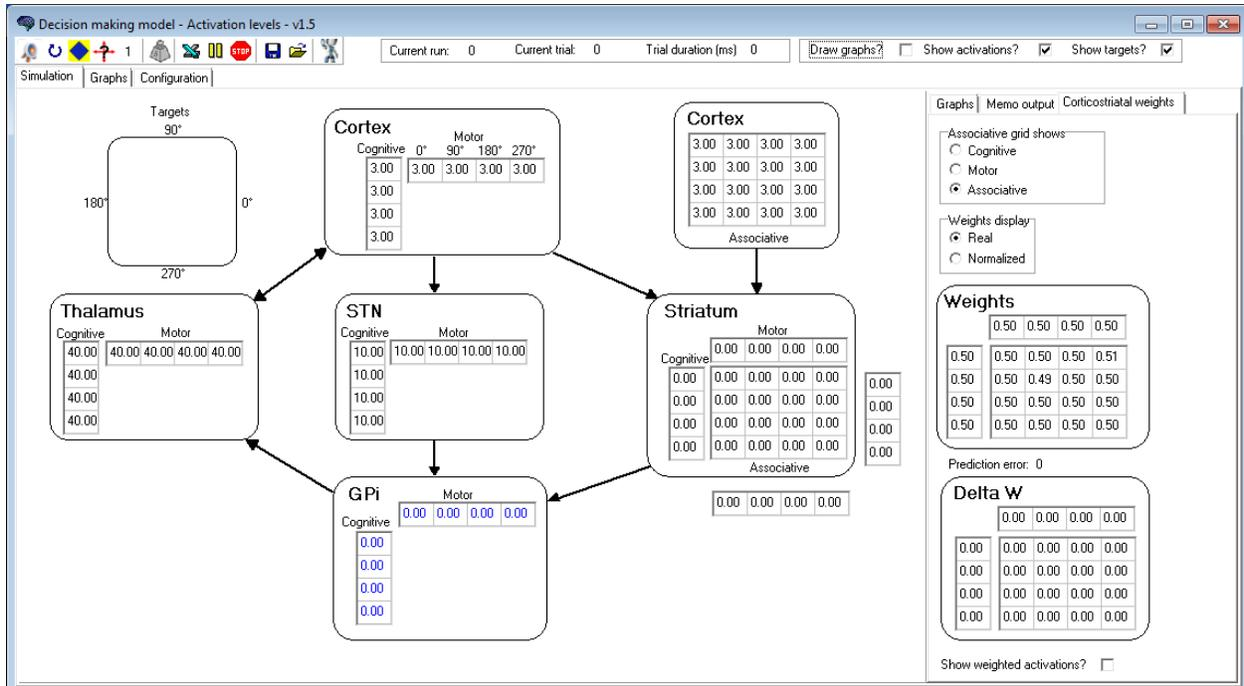 Decision making model - Activation levels - v1.5
1 STOP Current run: 0 Current trial: 0 Trial duration (ms) 0 Draw graphs? Show activations? Show targets?
Simulation Graphs Configuration
Targets
90°
180° 0°
270°
Cortex
Motor
Cognitive 0° 90° 180° 270°
3.00 3.00 3.00 3.00 3.00
3.00
3.00
3.00
Cortex
3.00 3.00 3.00 3.00
3.00 3.00 3.00 3.00
3.00 3.00 3.00 3.00
3.00 3.00 3.00 3.00
Associative
Thalamus
Cognitive Motor
40.00 40.00 40.00 40.00 40.00
40.00
40.00
40.00
STN
Cognitive Motor
10.00 10.00 10.00 10.00 10.00
10.00
10.00
10.00
Striatum
Motor
0.00 0.00 0.00 0.00
Cognitive
0.00 0.00 0.00 0.00 0.00 0.00
0.00 0.00 0.00 0.00 0.00 0.00
0.00 0.00 0.00 0.00 0.00 0.00
0.00 0.00 0.00 0.00 0.00 0.00
Associative
0.00 0.00 0.00 0.00
GPi
Motor
0.00 0.00 0.00 0.00
Cognitive
0.00
0.00
0.00
0.00
Graphs Memo output Corticostriatal weights
Associative grid shows
Cognitive
Motor
Associative
Weights display
Real
Normalized
Weights
0.50 0.50 0.50 0.50
0.50 0.50 0.50 0.50 0.51
0.50 0.50 0.49 0.50 0.50
0.50 0.50 0.50 0.50 0.50
0.50 0.50 0.50 0.50 0.50
Prediction error: 0
Delta W
0.00 0.00 0.00 0.00
0.00 0.00 0.00 0.00 0.00
0.00 0.00 0.00 0.00 0.00
0.00 0.00 0.00 0.00 0.00
0.00 0.00 0.00 0.00 0.00
Show weighted activations?